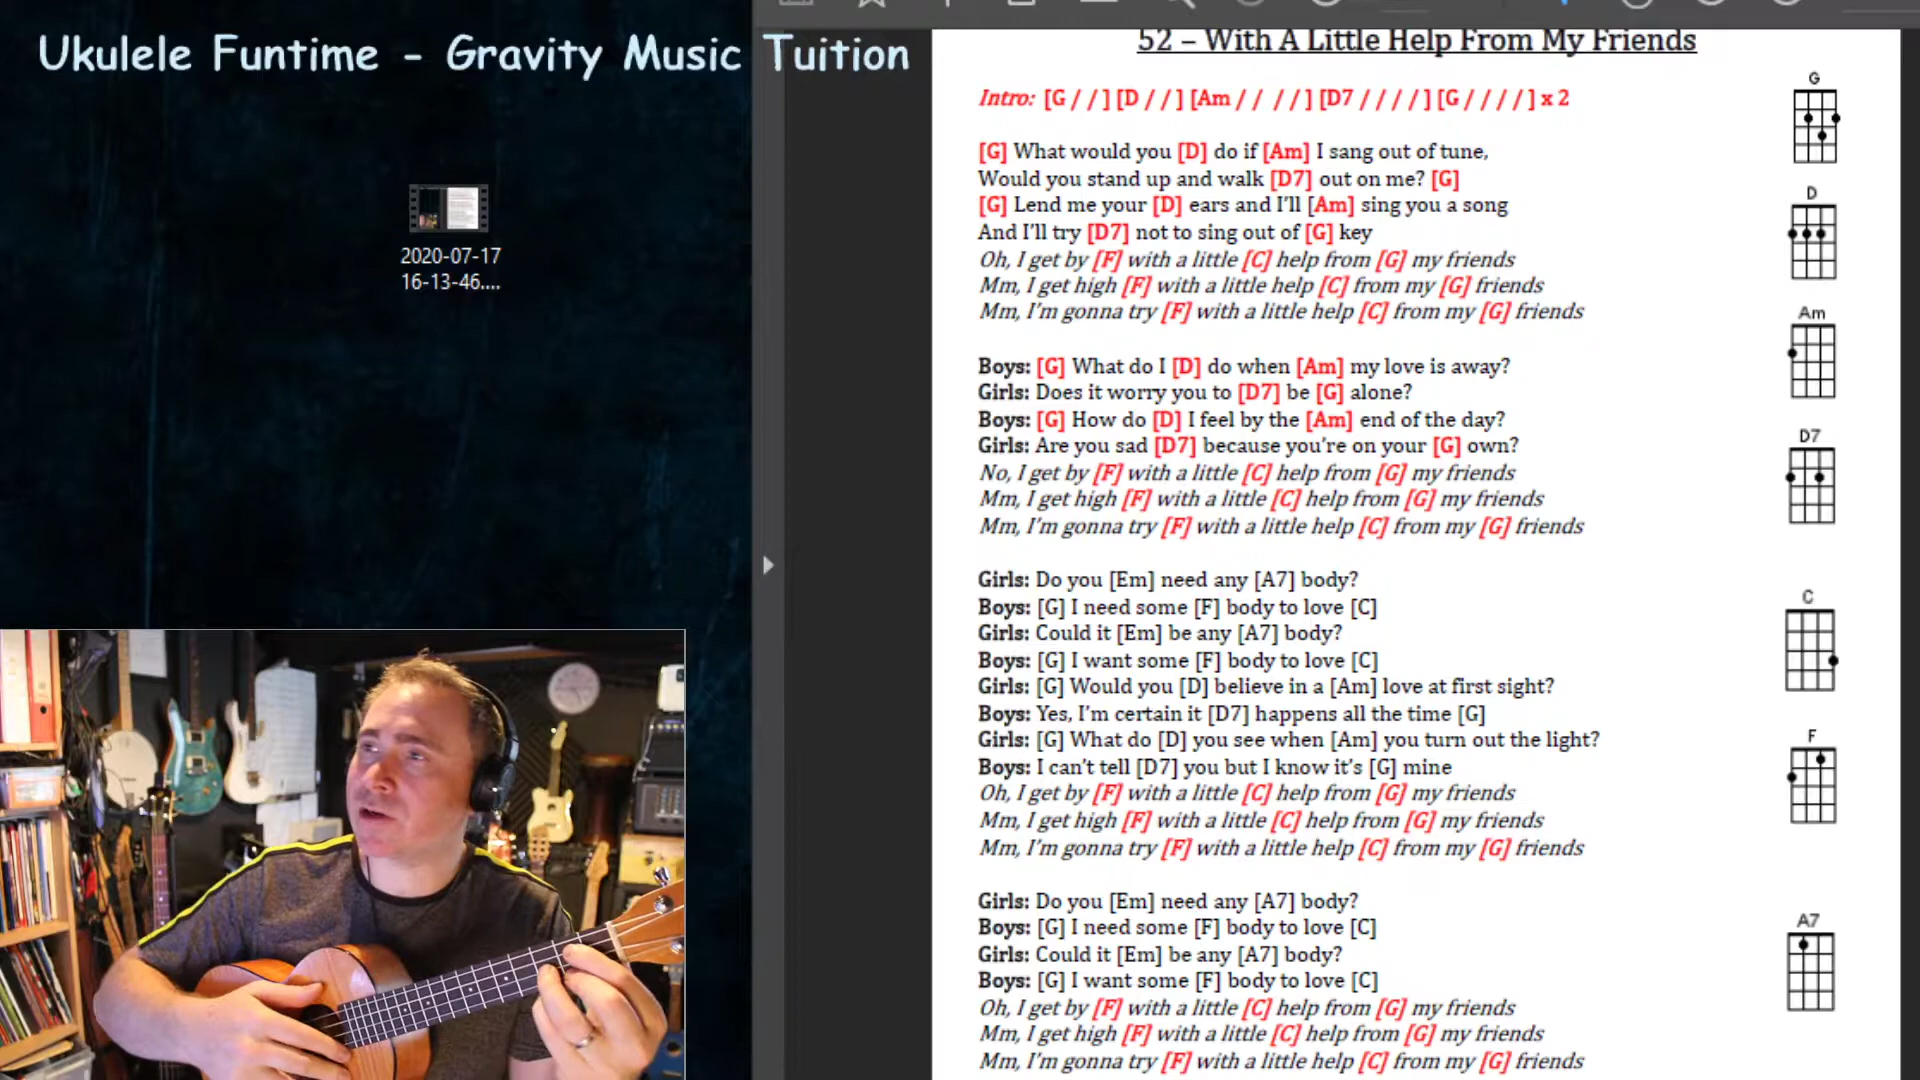 Ukulele Funtime - Gravity Music Tuition
2020-07-17
16-13-46....
52 – With A Little Help From My Friends
Intro: [G / / ] [D / / ] [Am / / / / ] [D7 / / / / ] [G / / / / ] x 2
[G] What would you [D] do if [Am] I sang out of tune,
Would you stand up and walk [D7] out on me? [G]
[G] Lend me your [D] ears and I'll [Am] sing you a song
And I'll try [D7] not to sing out of [G] key
Oh, I get by [F] with a little [C] help from [G] my friends
Mm, I get high [F] with a little help [C] from my [G] friends
Mm, I'm gonna try [F] with a little help [C] from my [G] friends
Boys: [G] What do I [D] do when [Am] my love is away?
Girls: Does it worry you to [D7] be [G] alone?
Boys: [G] How do [D] I feel by the [Am] end of the day?
Girls: Are you sad [D7] because you're on your [G] own?
No, I get by [F] with a little [C] help from [G] my friends
Mm, I get high [F] with a little [C] help from [G] my friends
Mm, I'm gonna try [F] with a little help [C] from my [G] friends
Girls: Do you [Em] need any [A7] body?
Boys: [G] I need some [F] body to love [C]
Girls: Could it [Em] be any [A7] body?
Boys: [G] I want some [F] body to love [C]
Girls: [G] Would you [D] believe in a [Am] love at first sight?
Boys: Yes, I'm certain it [D7] happens all the time [G]
Girls: [G] What do [D] you see when [Am] you turn out the light?
Boys: I can't tell [D7] you but I know it's [G] mine
Oh, I get by [F] with a little [C] help from [G] my friends
Mm, I get high [F] with a little [C] help from [G] my friends
Mm, I'm gonna try [F] with a little help [C] from my [G] friends
Girls: Do you [Em] need any [A7] body?
Boys: [G] I need some [F] body to love [C]
Girls: Could it [Em] be any [A7] body?
Boys: [G] I want some [F] body to love [C]
Oh, I get by [F] with a little [C] help from [G] my friends
Mm, I get high [F] with a little [C] help from [G] my friends
Mm, I'm gonna try [F] with a little help [C] from my [G] friends
G
D
Am
D7
C
F
A7